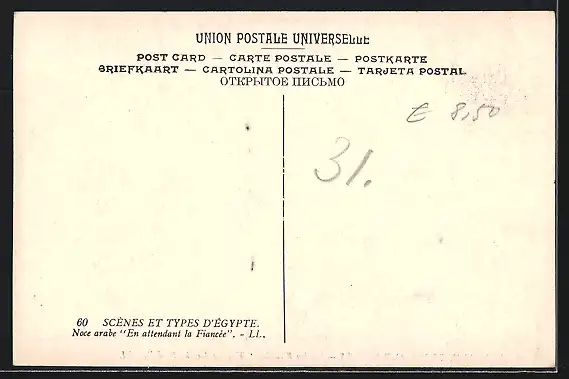 UNION POSTALE UNIVERSELLE
POST CARD — CARTE POSTALE — POSTKARTE
BRIEFKAART — CARTOLINA POSTALE — TARJETA POSTAL
ОТКРЫТОЕ ПИСЬМО
€ 8,50
31.
60 SCÈNES ET TYPES D'ÉGYPTE.
Noce arabe "En attendant la Fiancée". - LL.